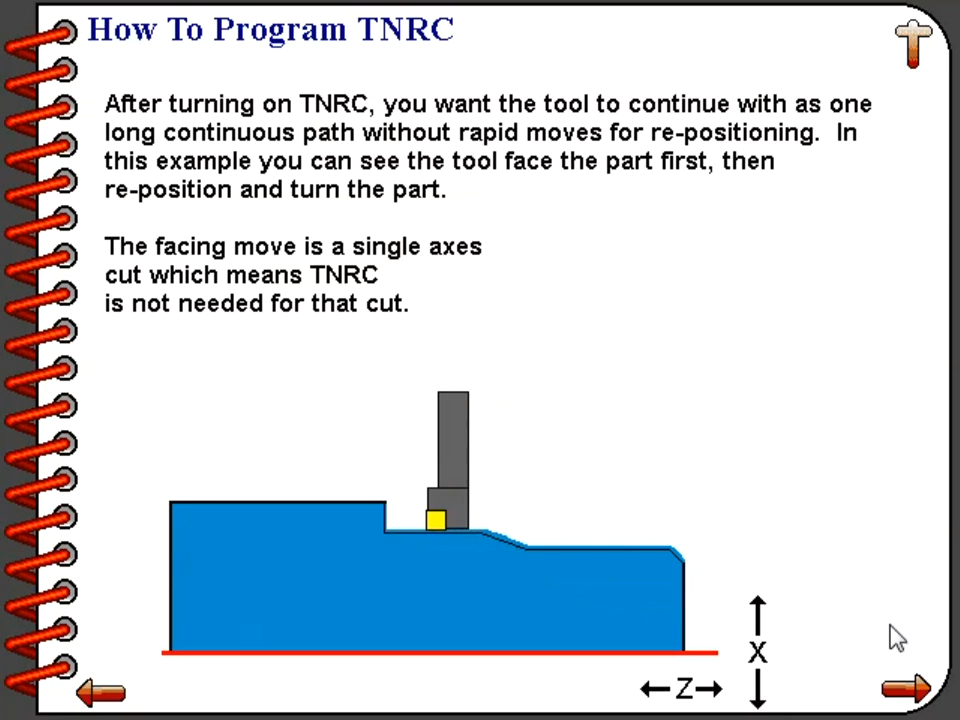 How To Program TNRC
After turning on TNRC, you want the tool to continue with as one
long continuous path without rapid moves for re-positioning.  In
this example you can see the tool face the part first, then
re-position and turn the part.
The facing move is a single axes
cut which means TNRC
is not needed for that cut.
X
Z